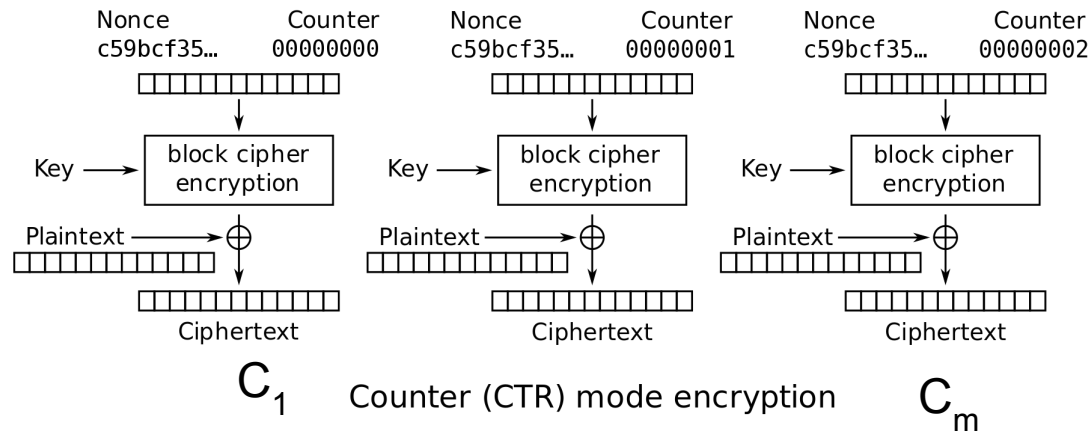 Nonce Counter Nonce Counter Nonce Counter
c59bcf35… 00000000 c59bcf35… 00000001 c59bcf35… 00000002
block cipher encryption block cipher encryption block cipher encryption
Key Key Key
Plaintext Plaintext Plaintext
Ciphertext Ciphertext Ciphertext
C1 Counter (CTR) mode encryption Cm